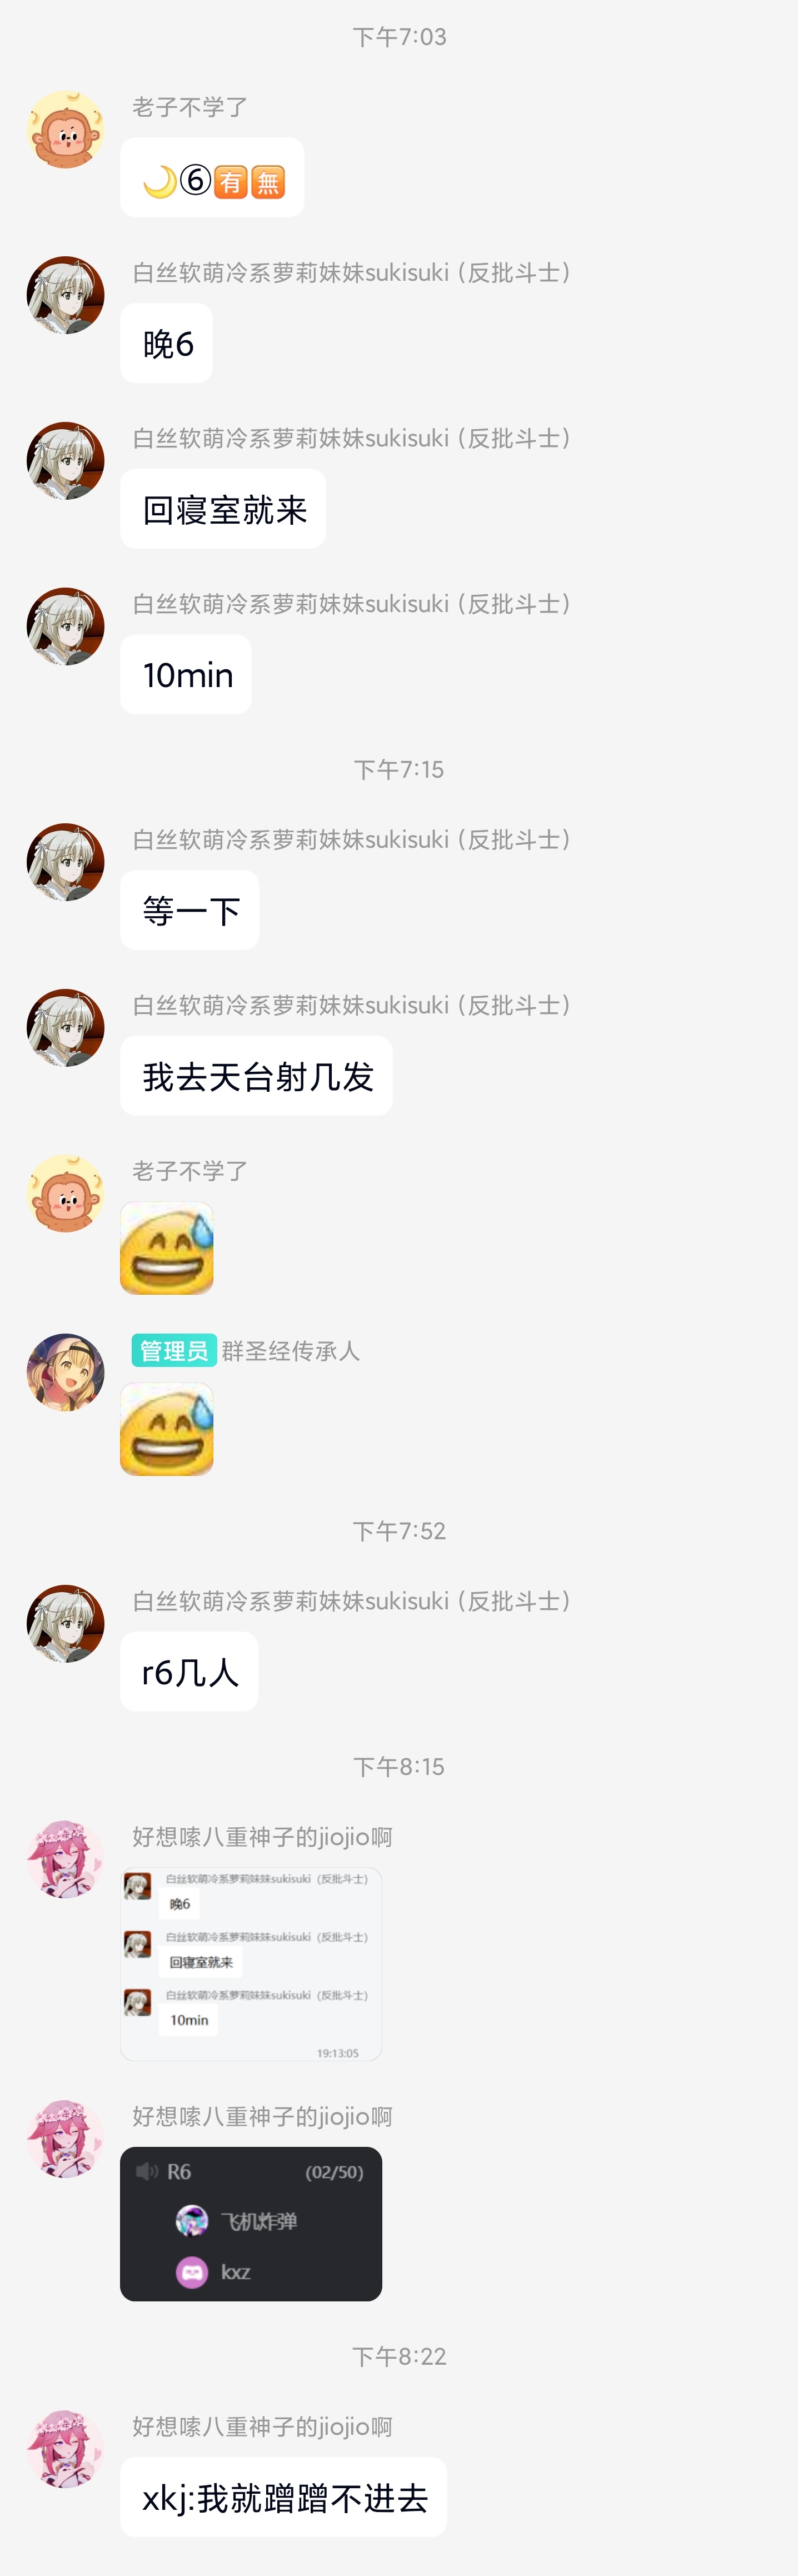 下午7:03
老子不学了
🌙⑥🈶🈚
白丝软萌冷系萝莉妹妹sukisuki (反批斗士)
晚6
白丝软萌冷系萝莉妹妹sukisuki (反批斗士)
回寝室就来
白丝软萌冷系萝莉妹妹sukisuki (反批斗士)
10min
下午7:15
白丝软萌冷系萝莉妹妹sukisuki (反批斗士)
等一下
白丝软萌冷系萝莉妹妹sukisuki (反批斗士)
我去天台射几发
老子不学了
管理员 群圣经传承人
下午7:52
白丝软萌冷系萝莉妹妹sukisuki (反批斗士)
r6几人
下午8:15
好想嗦八重神子的jiojio啊
白丝软萌冷系萝莉妹妹sukisuki (反批斗士)
晚6
白丝软萌冷系萝莉妹妹sukisuki (反批斗士)
回寝室就来
白丝软萌冷系萝莉妹妹sukisuki (反批斗士)
10min
19:13:05
好想嗦八重神子的jiojio啊
R6 (02/50)
飞机炸弹
kxz
下午8:22
好想嗦八重神子的jiojio啊
xkj:我就蹭蹭不进去